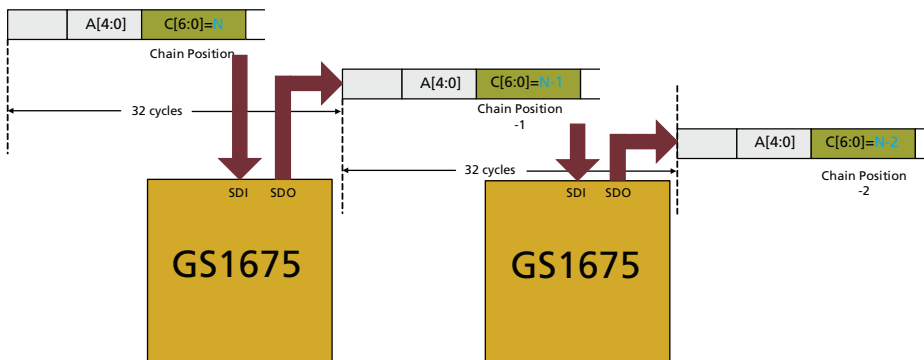 A[4:0] C[6:0]=N
Chain Position
A[4:0] C[6:0]=N-1
32 cycles
Chain Position
-1
A[4:0] C[6:0]=N-2
32 cycles
Chain Position
-2
SDI SDO
SDI SDO
GS1675
GS1675